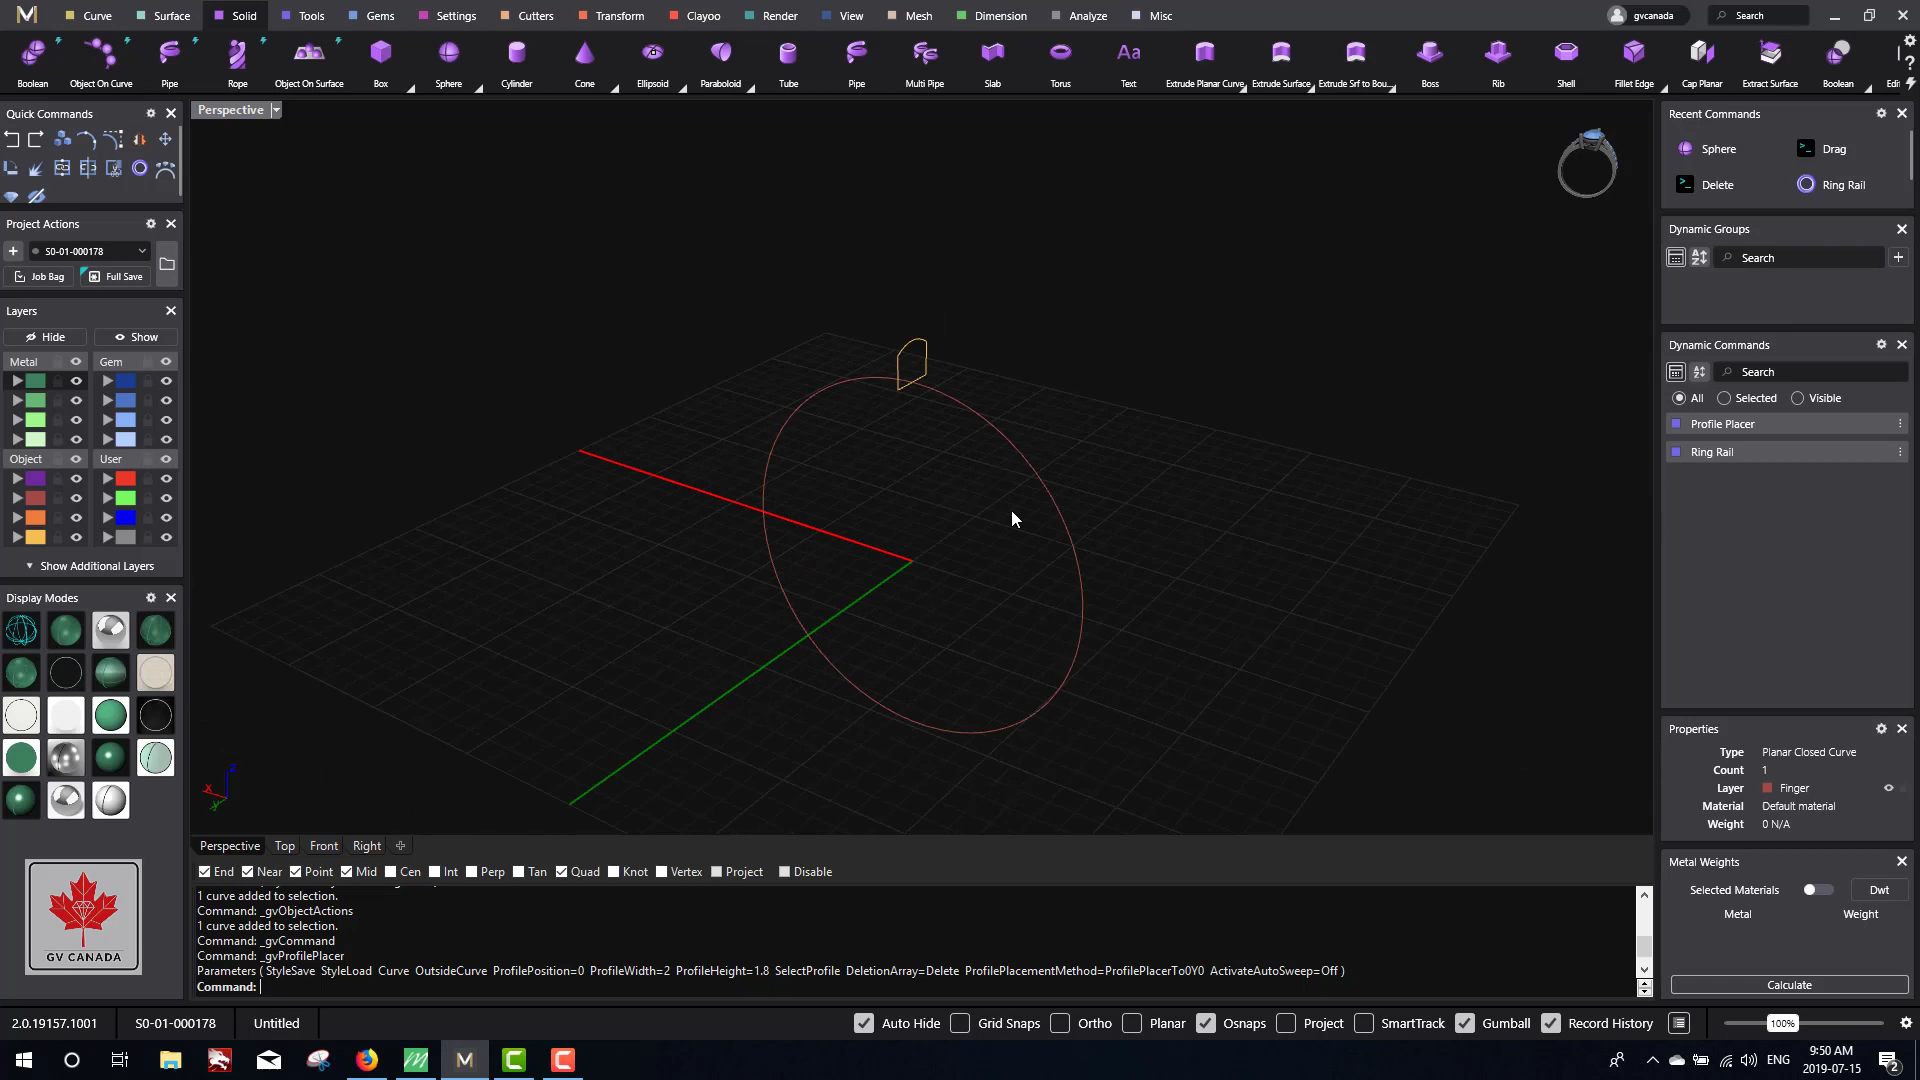 Curve Surface Solid Tools Gems Settings Cutters Transform Clayoo Render View Mesh Dimension Analyze Misc gvcanada Search
Boolean Object On Curve Pipe Rope Object On Surface Box Sphere Cylinder Cone Ellipsoid Paraboloid Tube Pipe Multi Pipe Slab Torus Text Extrude Planar Curve Extrude Surface Extrude Srf to Bou... Boss Rib Shell Fillet Edge Cap Planar Extract Surface Boolean
Quick Commands
Perspective
Recent Commands
Sphere Drag
Delete Ring Rail
Project Actions
S0-01-000178
Job Bag Full Save
Dynamic Groups
Search
Layers
Hide Show
Metal Gem
Object User
Show Additional Layers
Dynamic Commands
Search
All Selected Visible
Profile Placer
Ring Rail
Display Modes
GV CANADA
Properties
Type Planar Closed Curve
Count 1
Layer Finger
Material Default material
Weight 0 N/A
Metal Weights
Selected Materials Dwt
Metal Weight
Calculate
x y z
Perspective Top Front Right
End Near Point Mid Cen Int Perp Tan Quad Knot Vertex Project Disable
1 curve added to selection.
Command: _gvObjectActions
1 curve added to selection.
Command: _gvCommand
Command: _gvProfilePlacer
Parameters ( StyleSave StyleLoad Curve OutsideCurve ProfilePosition=0 ProfileWidth=2 ProfileHeight=1.8 SelectProfile DeletionArray=Delete ProfilePlacementMethod=ProfilePlacerTo0Y0 ActivateAutoSweep=Off )
Command:
2.0.19157.1001 S0-01-000178 Untitled Auto Hide Grid Snaps Ortho Planar Osnaps Project SmartTrack Gumball Record History 100%
ENG 9:50 AM
2019-07-15
2